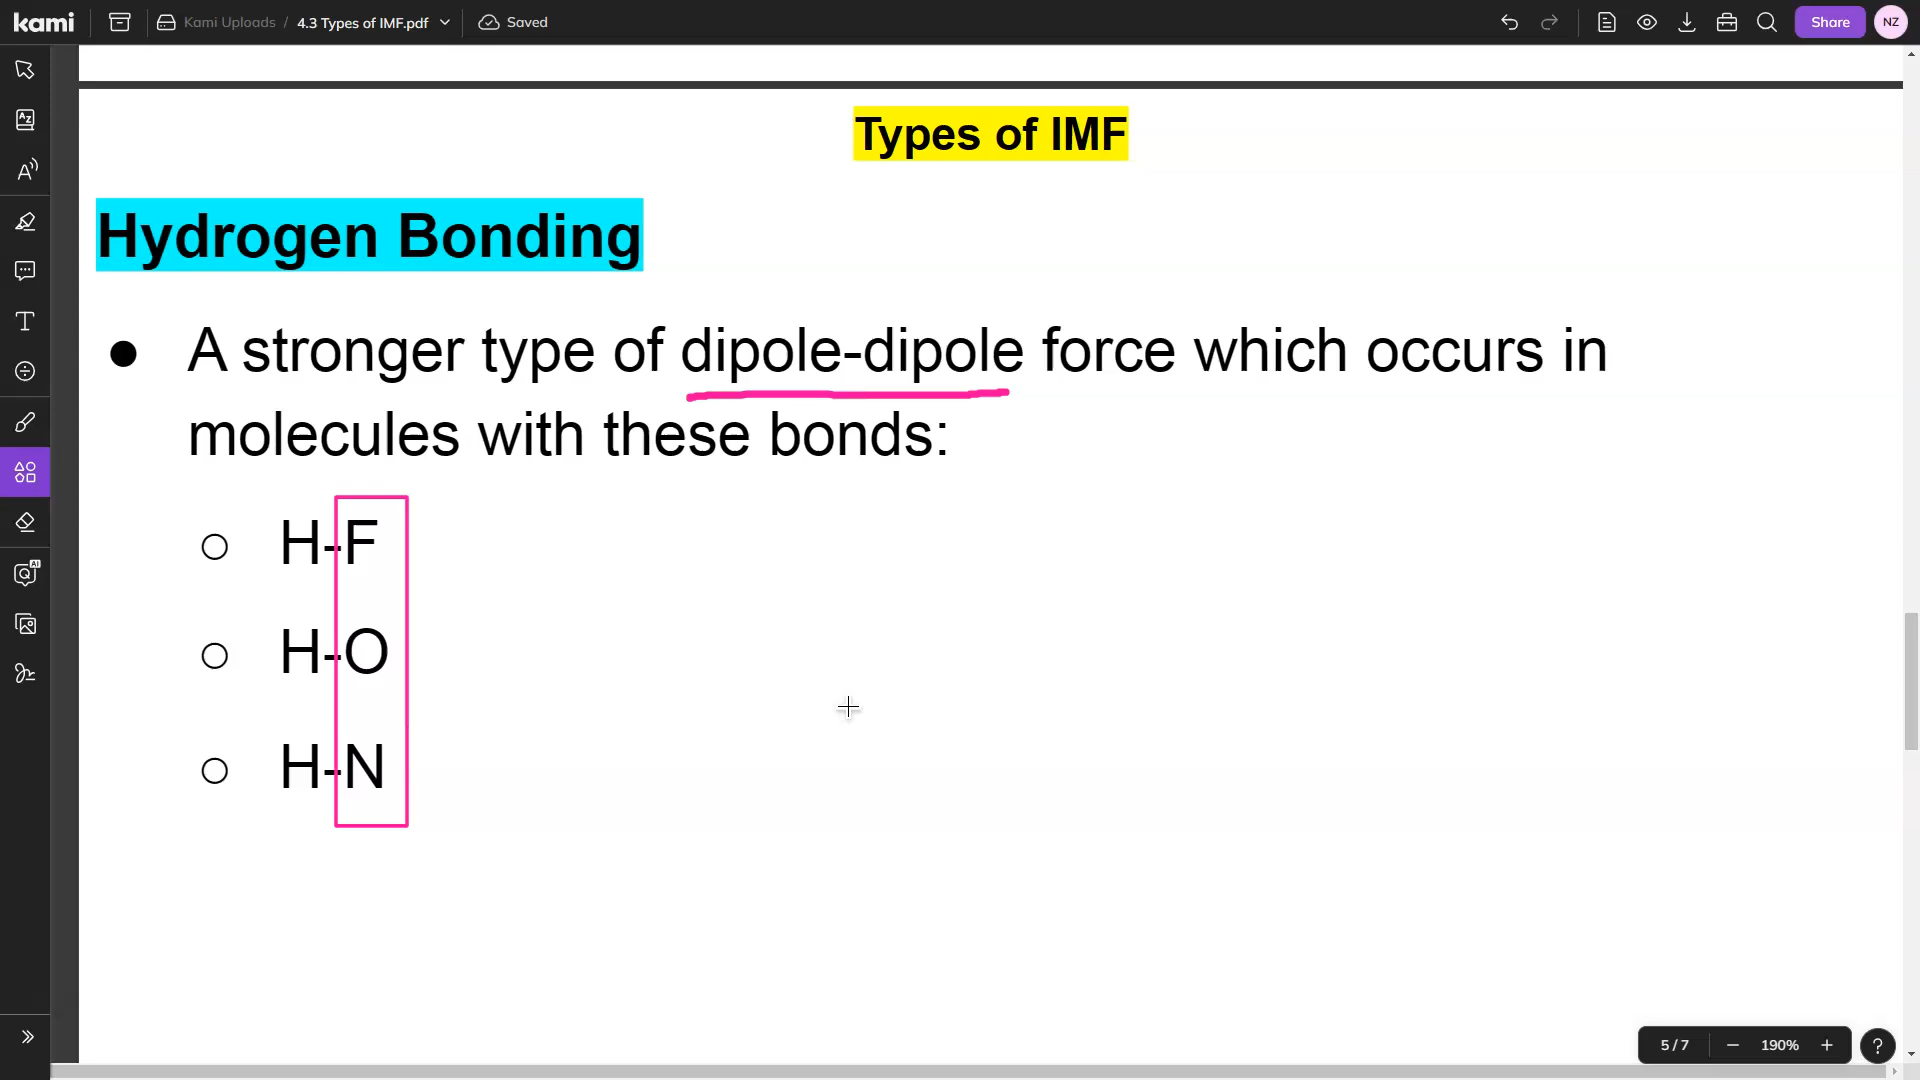 kami
Kami Uploads / 4.3 Types of IMF.pdf
Saved
Share
NZ
Types of IMF
Hydrogen Bonding
● A stronger type of dipole-dipole force which occurs in
molecules with these bonds:
○ H-F
○ H-O
○ H-N
5 / 7
190%